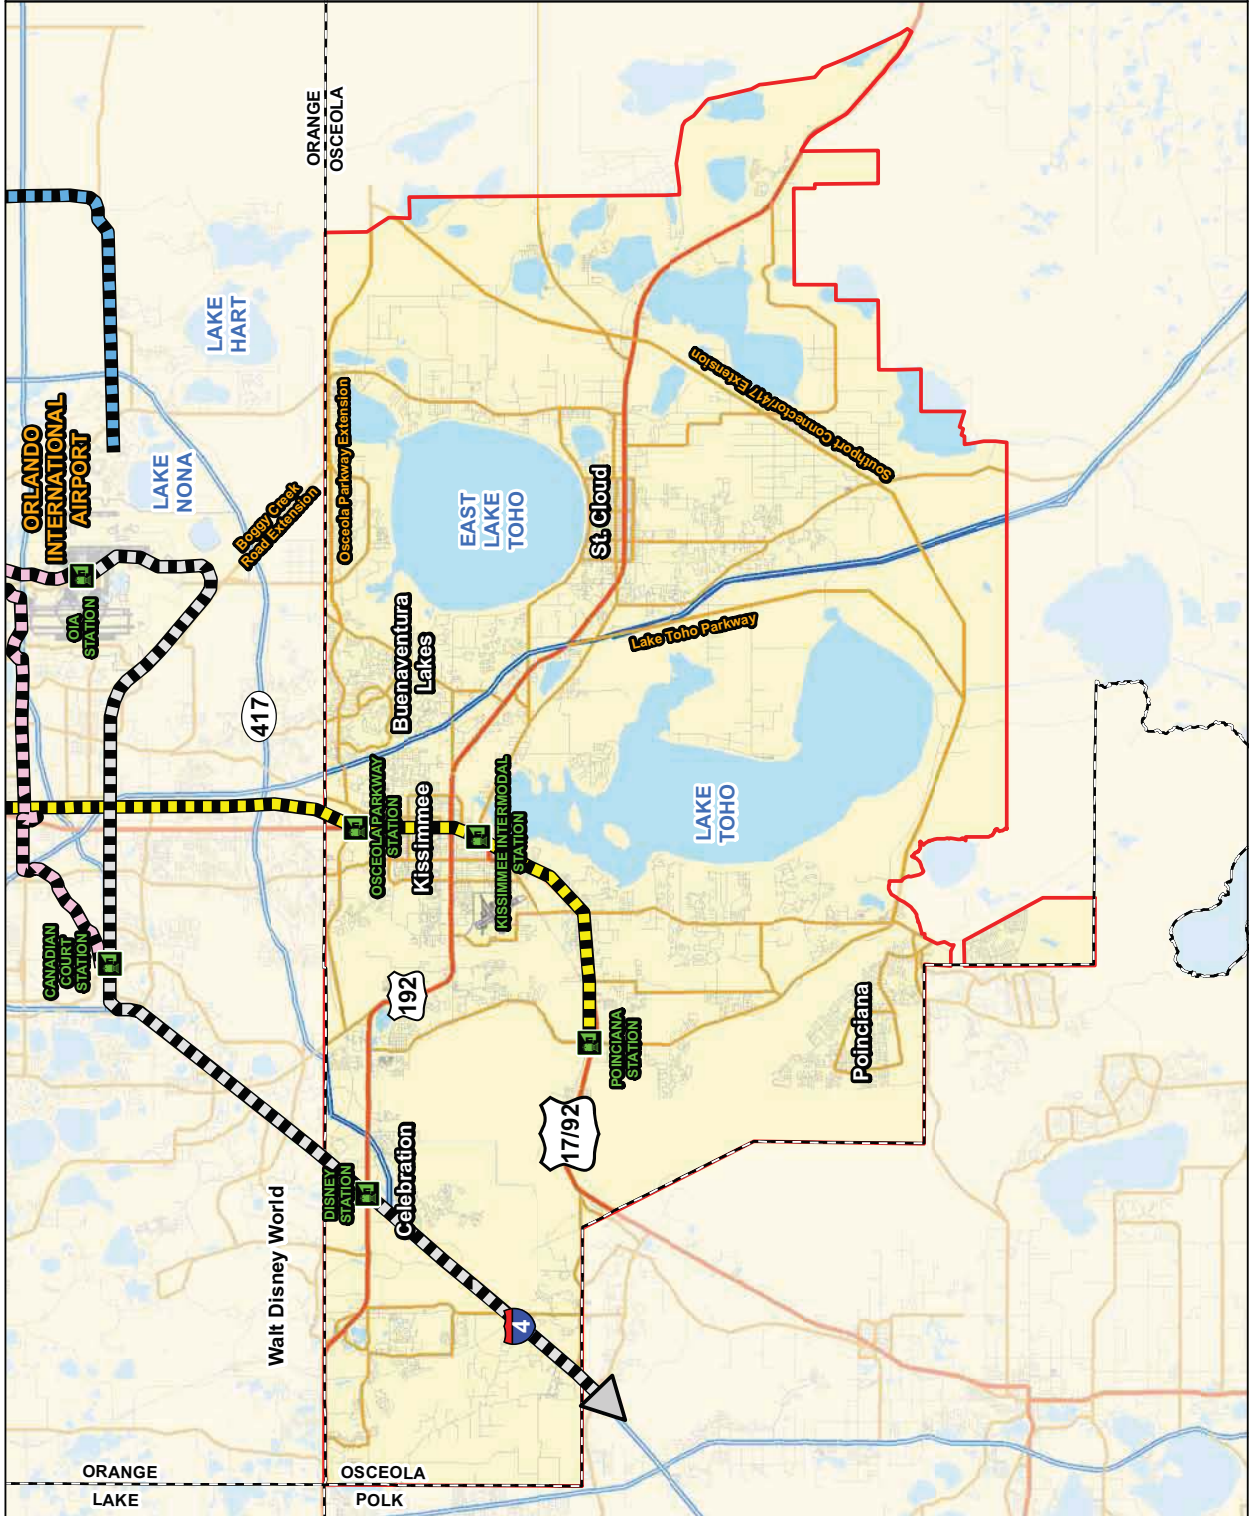 ORANGE
LAKE
OSCEOLA
POLK
Walt Disney World
DISNEY
STATION
Celebration
4
17/92
CANADIAN
COURT
STATION
192
POINCIANA
STATION
Poinciana
OSCEOLA PARKWAY
STATION
Kissimmee
KISSIMMEE INTERMODAL
STATION
417
Buenaventura
Lakes
LAKE
TOHO
OIA
STATION
Lake Toho Parkway
ORLANDO
INTERNATIONAL
AIRPORT
LAKE
NONA
Boggy Creek
Road Extension
Osceola Parkway Extension
EAST
LAKE
TOHO
St. Cloud
Southport Connector/417 Extension
LAKE
HART
ORANGE
OSCEOLA